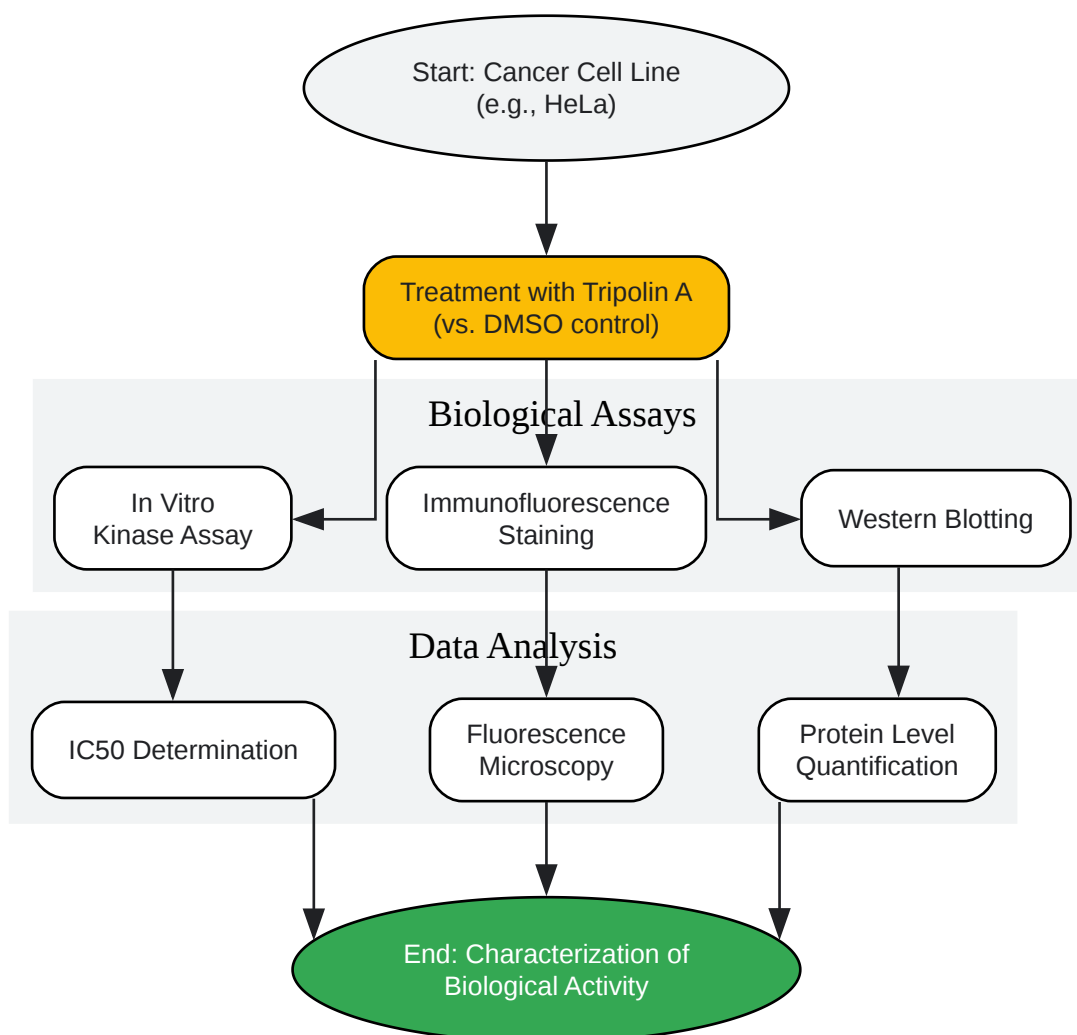 Start: Cancer Cell Line
(e.g., HeLa)
Treatment with Tripolin A
(vs. DMSO control)
Biological Assays
In Vitro
Kinase Assay
Immunofluorescence
Staining
Western Blotting
Data Analysis
IC50 Determination
Fluorescence
Microscopy
Protein Level
Quantification
End: Characterization of
Biological Activity